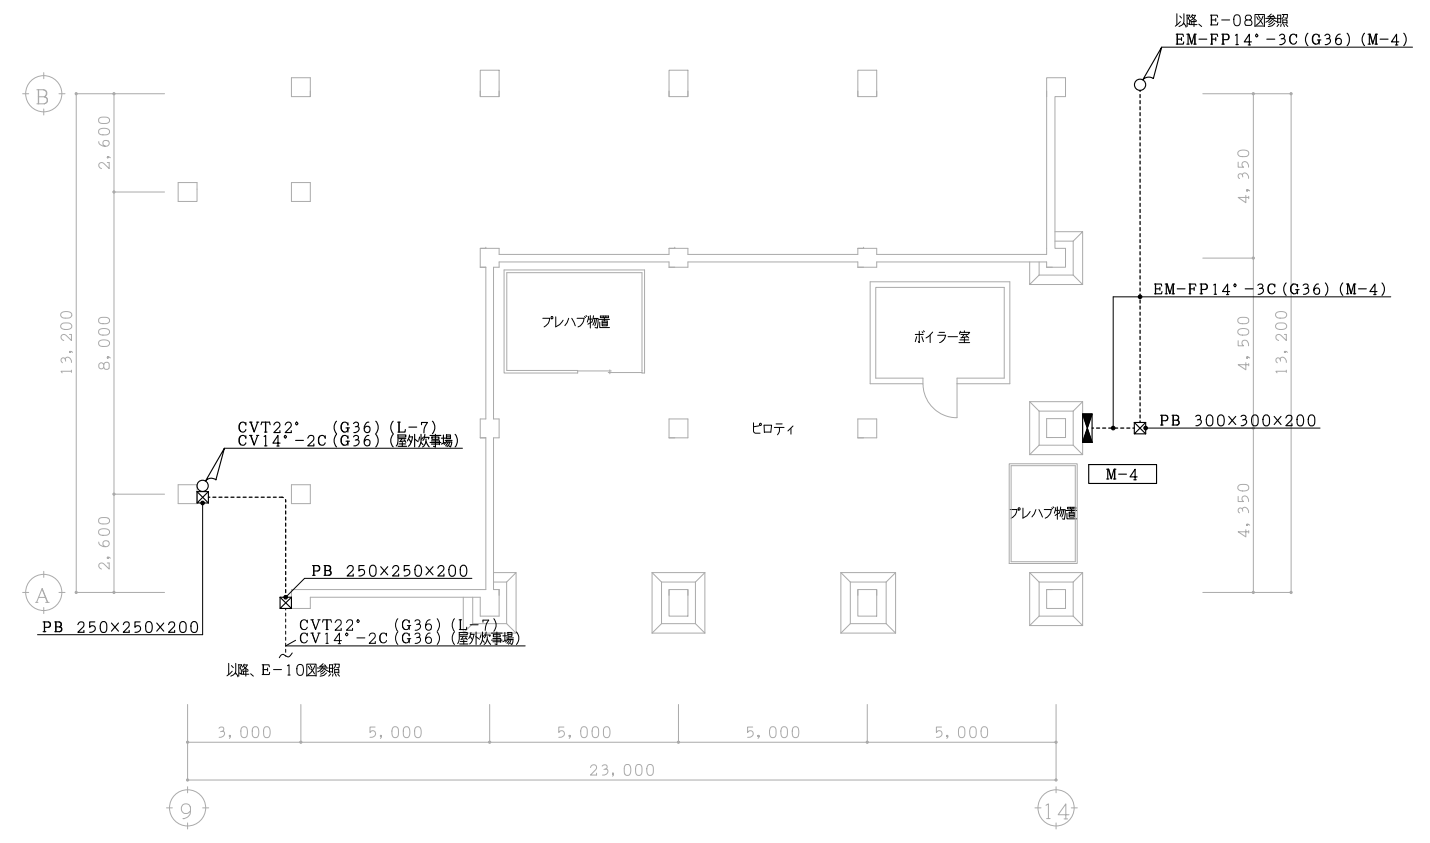 以降、E−08図参照
EM−FP14°−3C(G36)(M−4)
B
2,600
4,350
EM−FP14°−3C(G36)(M−4)
プレハブ物置
ボイラー室
13,200
8,000
4,500
13,200
CVT22°　(G36)(L−7)
CV14°−2C(G36)(屋外炊事場)
ピロティ
PB 300×300×200
M−4
プレハブ物置
4,350
2,600
PB 250×250×200
A
PB 250×250×200
CVT22°　(G36)(L−7)
CV14°−2C(G36)(屋外炊事場)
以降、E−10図参照
3,000
5,000
5,000
5,000
5,000
23,000
9
14